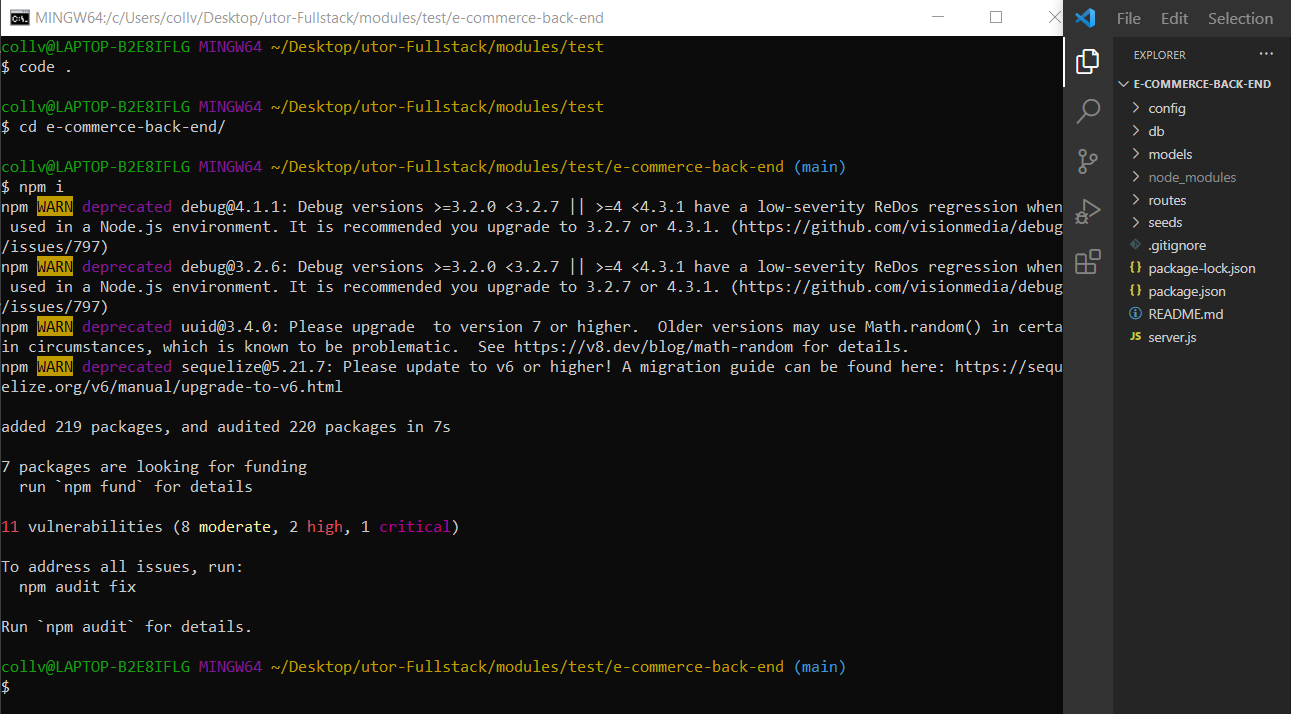 MINGW64:/c/Users/collv/Desktop/utor-Fullstack/modules/test/e-commerce-back-end
collv@LAPTOP-B2E8IFLG MINGW64 ~/Desktop/utor-Fullstack/modules/test
$ code .
collv@LAPTOP-B2E8IFLG MINGW64 ~/Desktop/utor-Fullstack/modules/test
$ cd e-commerce-back-end/
collv@LAPTOP-B2E8IFLG MINGW64 ~/Desktop/utor-Fullstack/modules/test/e-commerce-back-end (main)
$ npm i
npm WARN deprecated debug@4.1.1: Debug versions >=3.2.0 <3.2.7 || >=4 <4.3.1 have a low-severity ReDos regression when
 used in a Node.js environment. It is recommended you upgrade to 3.2.7 or 4.3.1. (https://github.com/visionmedia/debug
/issues/797)
npm WARN deprecated debug@3.2.6: Debug versions >=3.2.0 <3.2.7 || >=4 <4.3.1 have a low-severity ReDos regression when
 used in a Node.js environment. It is recommended you upgrade to 3.2.7 or 4.3.1. (https://github.com/visionmedia/debug
/issues/797)
npm WARN deprecated uuid@3.4.0: Please upgrade  to version 7 or higher.  Older versions may use Math.random() in certa
in circumstances, which is known to be problematic.  See https://v8.dev/blog/math-random for details.
npm WARN deprecated sequelize@5.21.7: Please update to v6 or higher! A migration guide can be found here: https://sequ
elize.org/v6/manual/upgrade-to-v6.html
added 219 packages, and audited 220 packages in 7s
7 packages are looking for funding
  run `npm fund` for details
11 vulnerabilities (8 moderate, 2 high, 1 critical)
To address all issues, run:
  npm audit fix
Run `npm audit` for details.
collv@LAPTOP-B2E8IFLG MINGW64 ~/Desktop/utor-Fullstack/modules/test/e-commerce-back-end (main)
$
File Edit Selection
EXPLORER ...
E-COMMERCE-BACK-END
config
db
models
node_modules
routes
seeds
.gitignore
{} package-lock.json
{} package.json
README.md
JS server.js